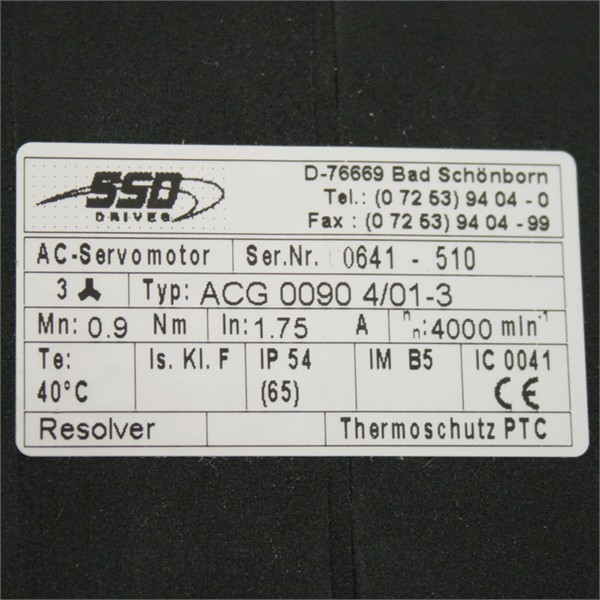 SSD
DRIVES
D-76669 Bad Schönborn
Tel.: (0 72 53) 94 04 - 0
Fax : (0 72 53) 94 04 - 99
AC-Servomotor Ser.Nr. 0641 - 510
3 Typ: ACG 0090 4/01-3
Mn: 0.9 Nm In: 1.75 A nn: 4000 min-1
Te: Is. Kl. F IP 54 IM B5 IC 0041
40°C (65) CE
Resolver Thermoschutz PTC